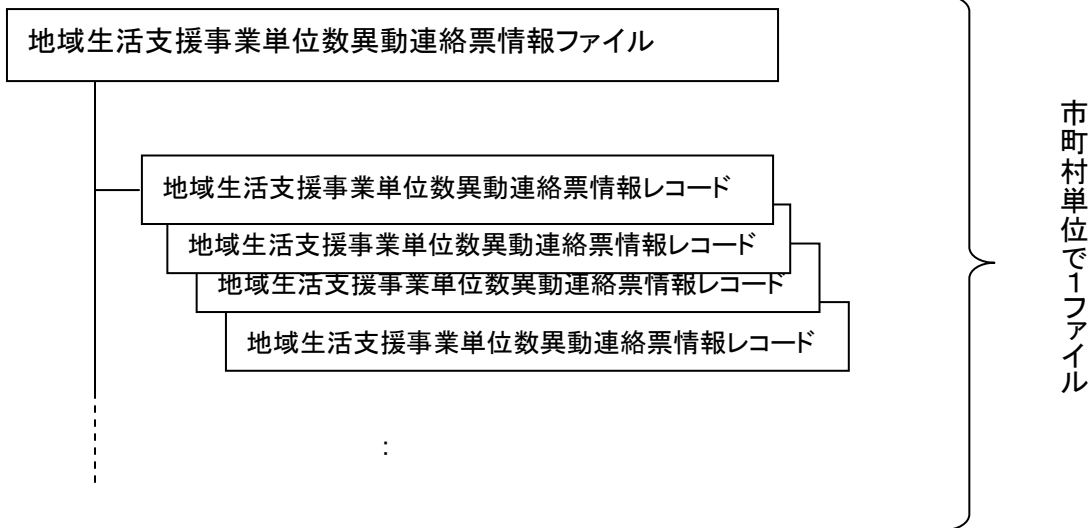 地域生活支援事業単位数異動連絡票情報ファイル
地域生活支援事業単位数異動連絡票情報レコード
地域生活支援事業単位数異動連絡票情報レコード
地域生活支援事業単位数異動連絡票情報レコード
地域生活支援事業単位数異動連絡票情報レコード
:
市町村単位で1ファイル